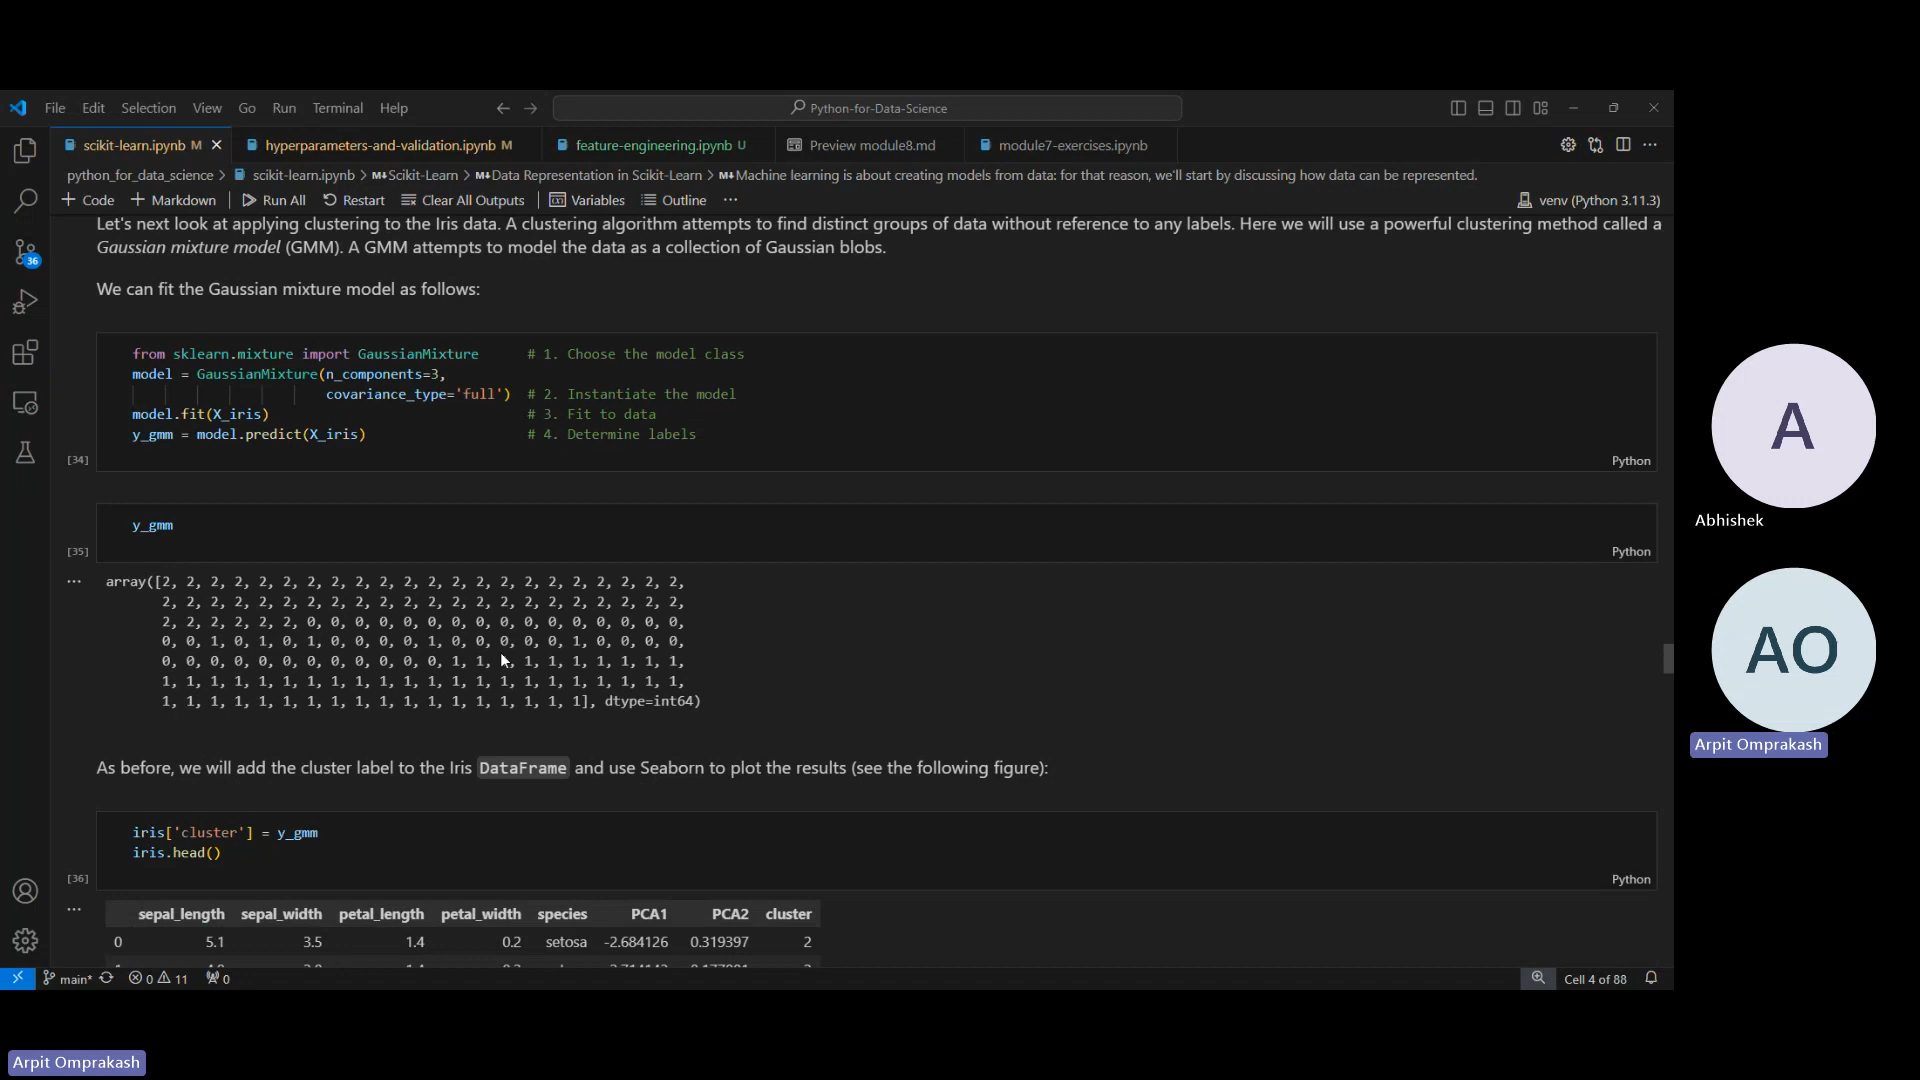 File Edit Selection View Go Run Terminal Help
Python-for-Data-Science
scikit-learn.ipynb M
hyperparameters-and-validation.ipynb M
feature-engineering.ipynb U
Preview module8.md
module7-exercises.ipynb
python_for_data_science > scikit-learn.ipynb > M↓Scikit-Learn > M↓Data Representation in Scikit-Learn > M↓Machine learning is about creating models from data: for that reason, we'll start by discussing how data can be represented.
+ Code + Markdown Run All Restart Clear All Outputs Variables Outline ... venv (Python 3.11.3)
Let's next look at applying clustering to the Iris data. A clustering algorithm attempts to find distinct groups of data without reference to any labels. Here we will use a powerful clustering method called a
Gaussian mixture model (GMM). A GMM attempts to model the data as a collection of Gaussian blobs.
We can fit the Gaussian mixture model as follows:
from sklearn.mixture import GaussianMixture # 1. Choose the model class
model = GaussianMixture(n_components=3,
covariance_type='full') # 2. Instantiate the model
model.fit(X_iris) # 3. Fit to data
y_gmm = model.predict(X_iris) # 4. Determine labels
[34] Python
y_gmm
[35] Python
array([2, 2, 2, 2, 2, 2, 2, 2, 2, 2, 2, 2, 2, 2, 2, 2, 2, 2, 2, 2, 2, 2,
2, 2, 2, 2, 2, 2, 2, 2, 2, 2, 2, 2, 2, 2, 2, 2, 2, 2, 2, 2, 2, 2,
2, 2, 2, 2, 2, 2, 0, 0, 0, 0, 0, 0, 0, 0, 0, 0, 0, 0, 0, 0, 0, 0,
0, 0, 1, 0, 1, 0, 1, 0, 0, 0, 0, 1, 0, 0, 0, 0, 0, 1, 0, 0, 0, 0,
0, 0, 0, 0, 0, 0, 0, 0, 0, 0, 0, 0, 1, 1, 1, 1, 1, 1, 1, 1, 1, 1,
1, 1, 1, 1, 1, 1, 1, 1, 1, 1, 1, 1, 1, 1, 1, 1, 1, 1, 1, 1, 1, 1,
1, 1, 1, 1, 1, 1, 1, 1, 1, 1, 1, 1, 1, 1, 1, 1, 1, 1], dtype=int64)
As before, we will add the cluster label to the Iris DataFrame and use Seaborn to plot the results (see the following figure):
iris['cluster'] = y_gmm
iris.head()
[36] Python
sepal_length sepal_width petal_length petal_width species PCA1 PCA2 cluster
0 5.1 3.5 1.4 0.2 setosa -2.684126 0.319397 2
36
main* 0 11 0 Cell 4 of 88
A
Abhishek
AO
Arpit Omprakash
Arpit Omprakash